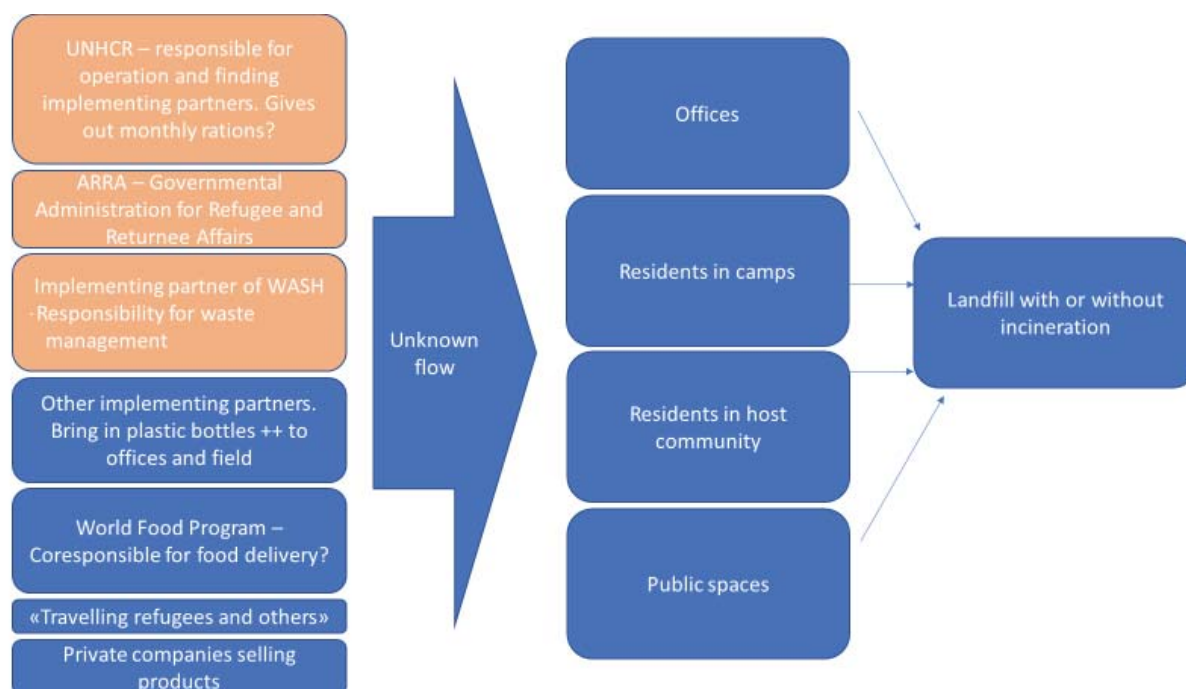 UNHCR – responsible for
operation and finding
implementing partners. Gives
out monthly rations?
ARRA – Governmental
Administration for Refugee and
Returnee Affairs
Implementing partner of WASH
-Responsibility for waste
management
Other implementing partners.
Bring in plastic bottles ++ to
offices and field
World Food Program –
Coresponsible for food delivery?
«Travelling refugees and others»
Private companies selling
products
Unknown
flow
Offices
Residents in camps
Residents in host
community
Public spaces
Landfill with or without
incineration